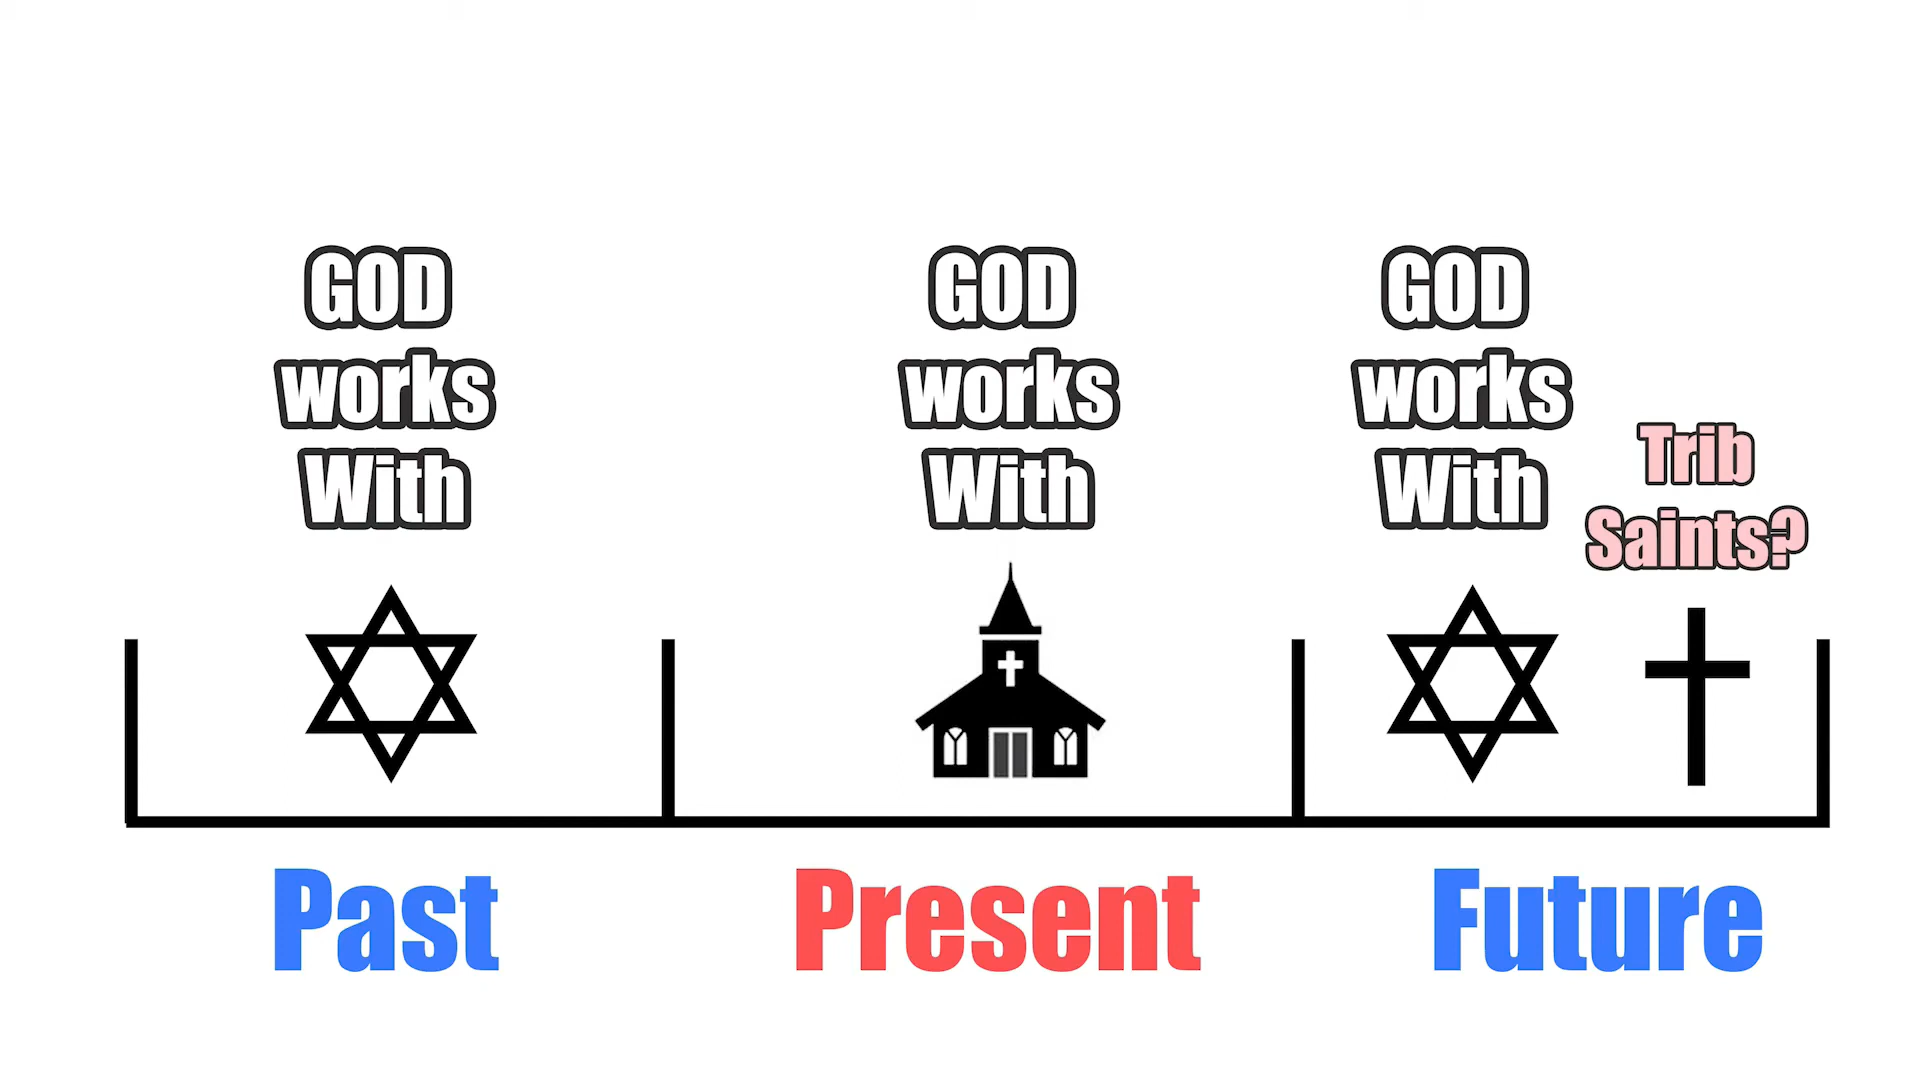 GOD
works
With
GOD
works
With
GOD
works
With
Trib
Saints?
Past
Present
Future